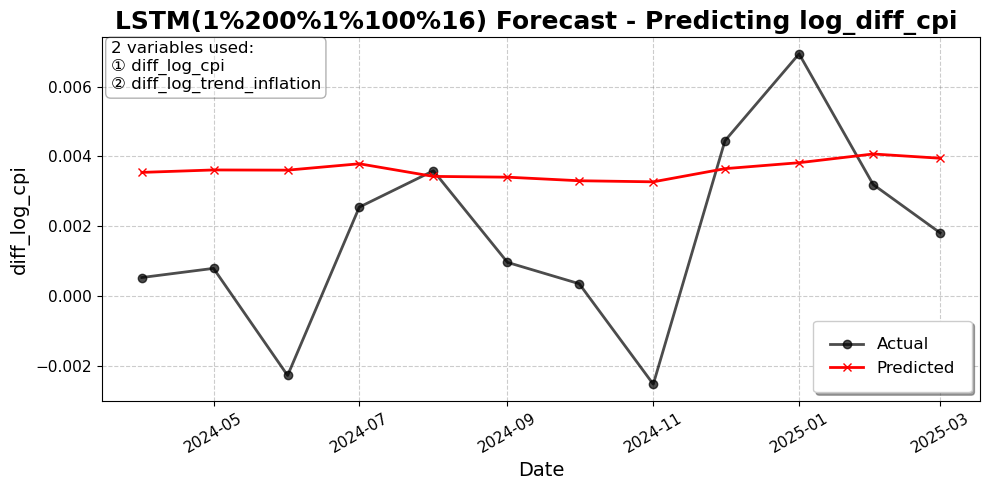 LSTM(1%200%1%100%16) Forecast - Predicting log_diff_cpi
2 variables used:
① diff_log_cpi
② diff_log_trend_inflation
diff_log_cpi
0.006
0.004
0.002
0.000
−0.002
Actual
Predicted
2024-05
2024-07
2024-09
2024-11
2025-01
2025-03
Date